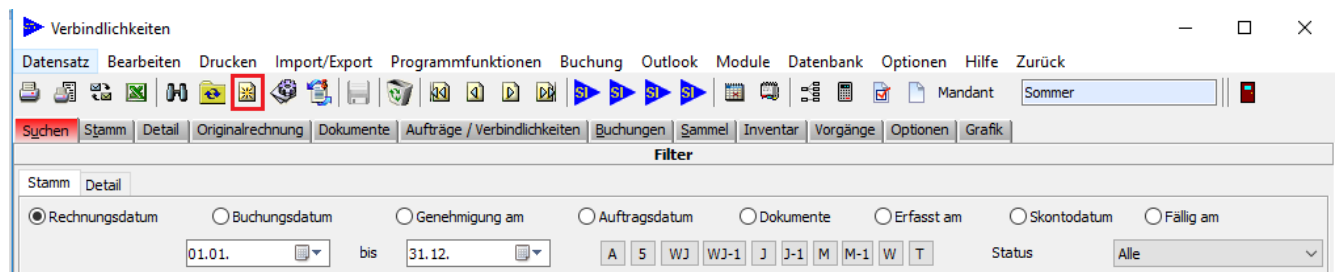 Verbindlichkeiten
Datensatz Bearbeiten Drucken Import/Export Programmfunktionen Buchung Outlook Module Datenbank Optionen Hilfe Zurück
SI SI SI SI Mandant Sommer
Suchen Stamm Detail Originalrechnung Dokumente Aufträge / Verbindlichkeiten Buchungen Sammel Inventar Vorgänge Optionen Grafik
Filter
Stamm Detail
Rechnungsdatum Buchungsdatum Genehmigung am Auftragsdatum Dokumente Erfasst am Skontodatum Fällig am
01.01. bis 31.12. A 5 WJ WJ-1 J J-1 M M-1 W T Status Alle